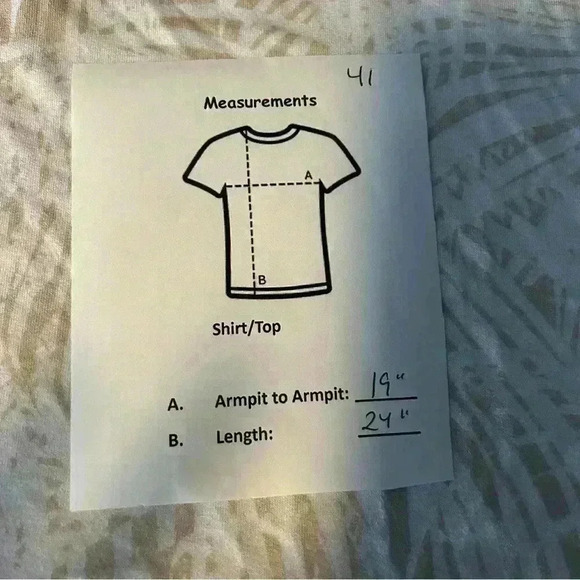 41
Measurements
A
B
Shirt/Top
A. Armpit to Armpit: 19"
B. Length: 24"